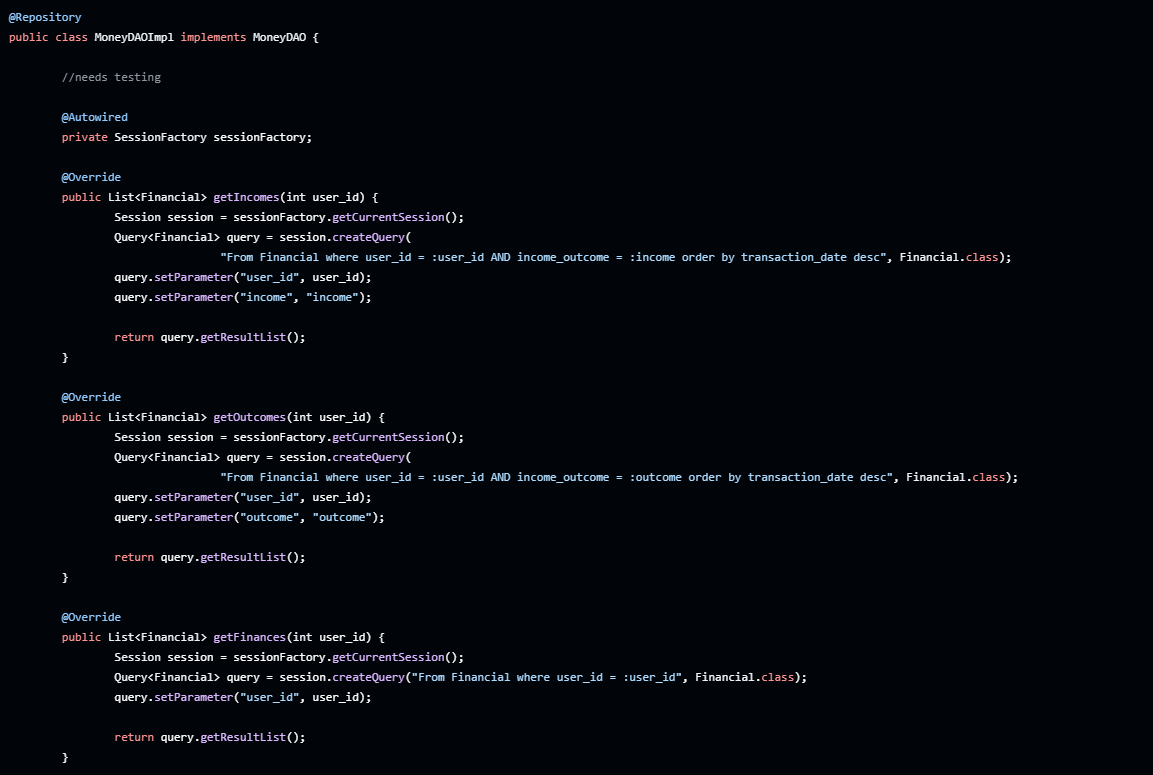 @Repository
public class MoneyDAOImpl implements MoneyDAO {
//needs testing
@Autowired
private SessionFactory sessionFactory;
@Override
public List<Financial> getIncomes(int user_id) {
Session session = sessionFactory.getCurrentSession();
Query<Financial> query = session.createQuery(
"From Financial where user_id = :user_id AND income_outcome = :income order by transaction_date desc", Financial.class);
query.setParameter("user_id", user_id);
query.setParameter("income", "income");
return query.getResultList();
}
@Override
public List<Financial> getOutcomes(int user_id) {
Session session = sessionFactory.getCurrentSession();
Query<Financial> query = session.createQuery(
"From Financial where user_id = :user_id AND income_outcome = :outcome order by transaction_date desc", Financial.class);
query.setParameter("user_id", user_id);
query.setParameter("outcome", "outcome");
return query.getResultList();
}
@Override
public List<Financial> getFinances(int user_id) {
Session session = sessionFactory.getCurrentSession();
Query<Financial> query = session.createQuery("From Financial where user_id = :user_id", Financial.class);
query.setParameter("user_id", user_id);
return query.getResultList();
}